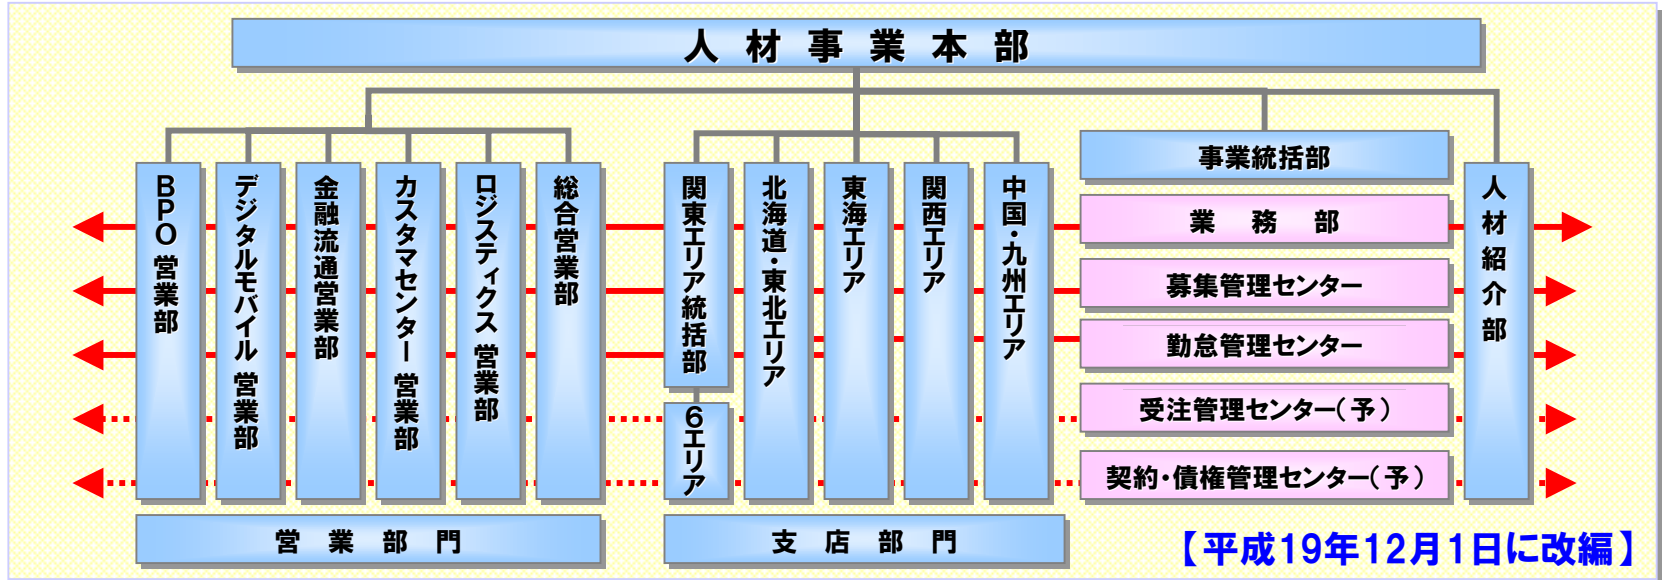 人材事業本部
BPO営業部
デジタルモバイル営業部
金融流通営業部
カスタマセンター営業部
ロジスティクス営業部
総合営業部
関東エリア統括部
6エリア
北海道・東北エリア
東海エリア
関西エリア
中国・九州エリア
事業統括部
業務部
募集管理センター
勤怠管理センター
受注管理センター(予)
契約・債権管理センター(予)
人材紹介部
営業部門
支店部門
【平成19年12月1日に改編】